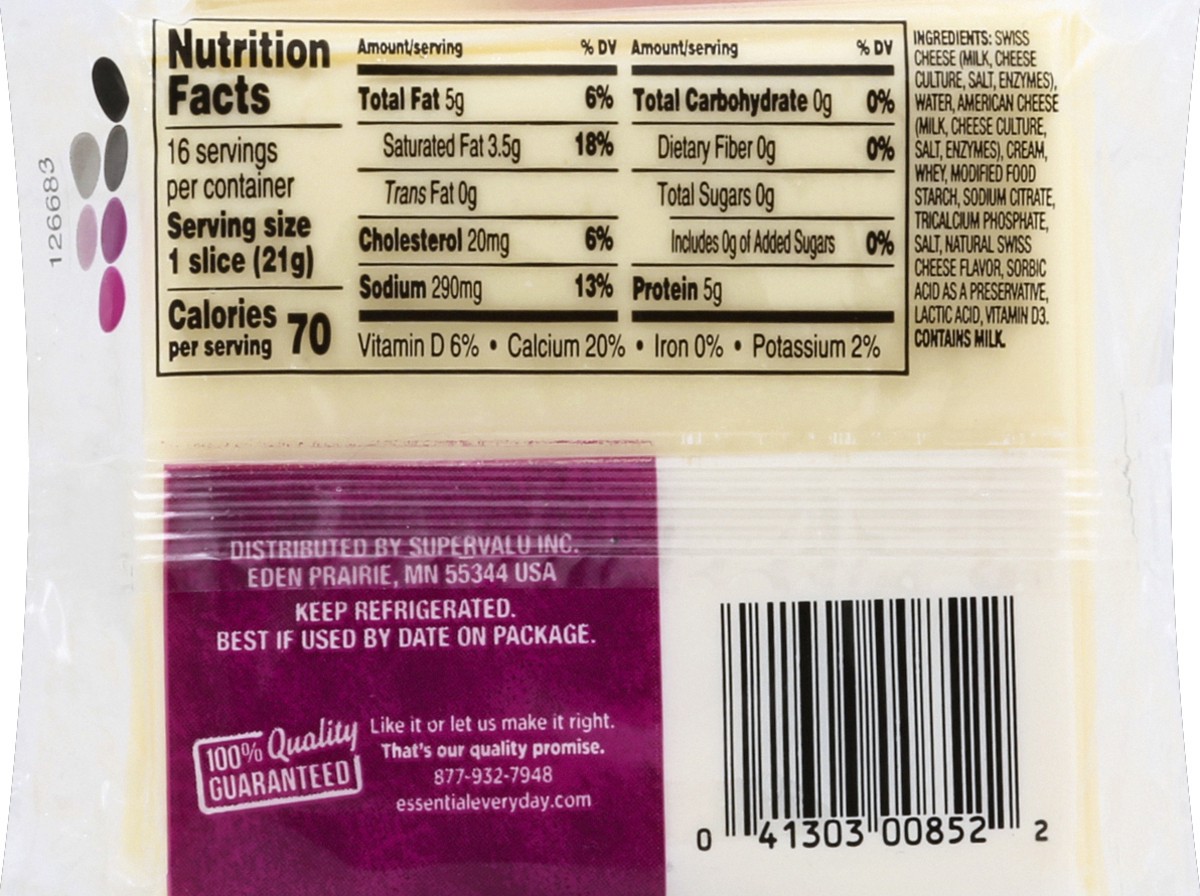 126683
Nutrition
Facts
16 servings
per container
Serving size
1 slice (21g)
Calories
per serving 70
Amount/serving % DV
Total Fat 5g 6%
Saturated Fat 3.5g 18%
Trans Fat 0g
Cholesterol 20mg 6%
Sodium 290mg 13%
Amount/serving % DV
Total Carbohydrate 0g 0%
Dietary Fiber 0g 0%
Total Sugars 0g
Includes 0g of Added Sugars 0%
Protein 5g
Vitamin D 6% • Calcium 20% • Iron 0% • Potassium 2%
INGREDIENTS: SWISS
CHEESE (MILK, CHEESE
CULTURE, SALT, ENZYMES),
WATER, AMERICAN CHEESE
(MILK, CHEESE CULTURE,
SALT, ENZYMES), CREAM,
WHEY, MODIFIED FOOD
STARCH, SODIUM CITRATE,
TRICALCIUM PHOSPHATE,
SALT, NATURAL SWISS
CHEESE FLAVOR, SORBIC
ACID AS A PRESERVATIVE,
LACTIC ACID, VITAMIN D3.
CONTAINS MILK.
DISTRIBUTED BY SUPERVALU INC.
EDEN PRAIRIE, MN 55344 USA
KEEP REFRIGERATED.
BEST IF USED BY DATE ON PACKAGE.
100% Quality
GUARANTEED
Like it or let us make it right.
That's our quality promise.
877-932-7948
essentialeveryday.com
0 41303 00852 2